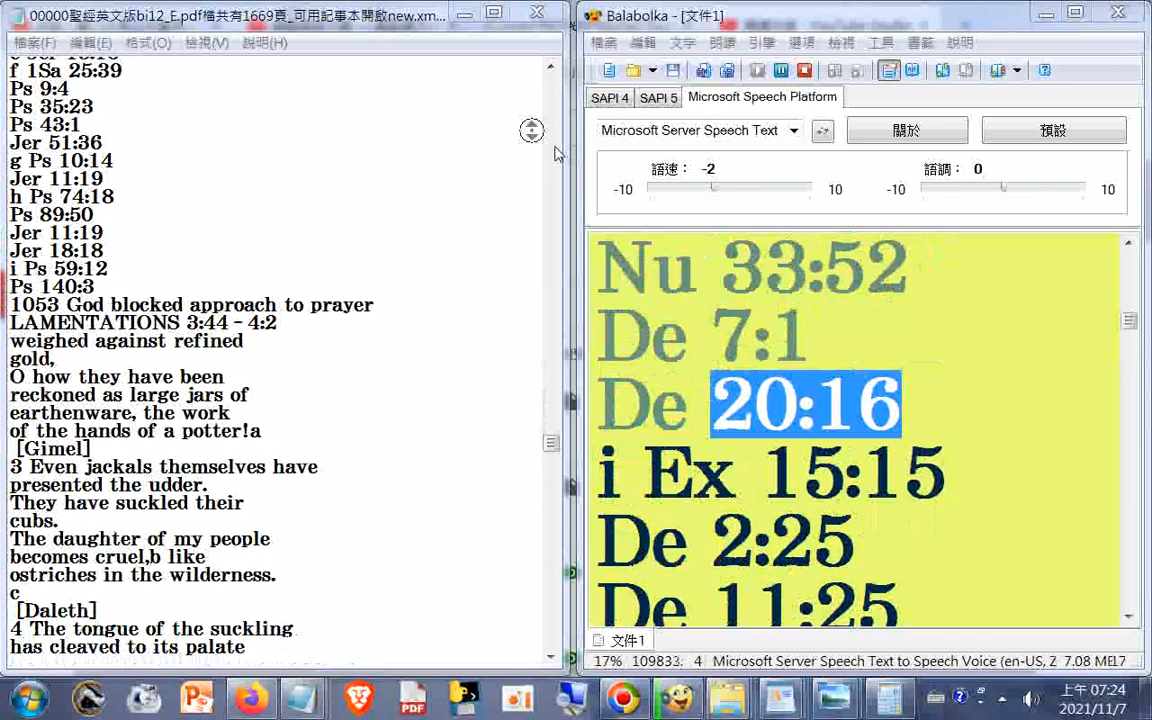 00000聖經英文版bi12_E.pdf檔共有1669頁_可用記事本開啟new.xm...
檔案(F) 編輯(E) 格式(O) 檢視(V) 說明(H)
f 1Sa 25:39
Ps 9:4
Ps 35:23
Ps 43:1
Jer 51:36
g Ps 10:14
Jer 11:19
h Ps 74:18
Ps 89:50
Jer 11:19
Jer 18:18
i Ps 59:12
Ps 140:3
1053 God blocked approach to prayer
LAMENTATIONS 3:44 - 4:2
weighed against refined
gold,
O how they have been
reckoned as large jars of
earthenware, the work
of the hands of a potter!a
[Gimel]
3 Even jackals themselves have
presented the udder.
They have suckled their
cubs.
The daughter of my people
becomes cruel,b like
ostriches in the wilderness.
c
[Daleth]
4 The tongue of the suckling
has cleaved to its palate
Balabolka - [文件1]
檔案 編輯 文字 朗讀 引擎 選項 檢視 工具 書籤 說明
SAPI 4 SAPI 5 Microsoft Speech Platform
Microsoft Server Speech Text 關於 預設
語速： -2 語調： 0
-10 10 -10 10
Nu 33:52
De 7:1
De 20:16
i Ex 15:15
De 2:25
De 11:25
文件1
17% 109833: 4 Microsoft Server Speech Text to Speech Voice (en-US, Z 7.08 ME
上午 07:24
2021/11/7